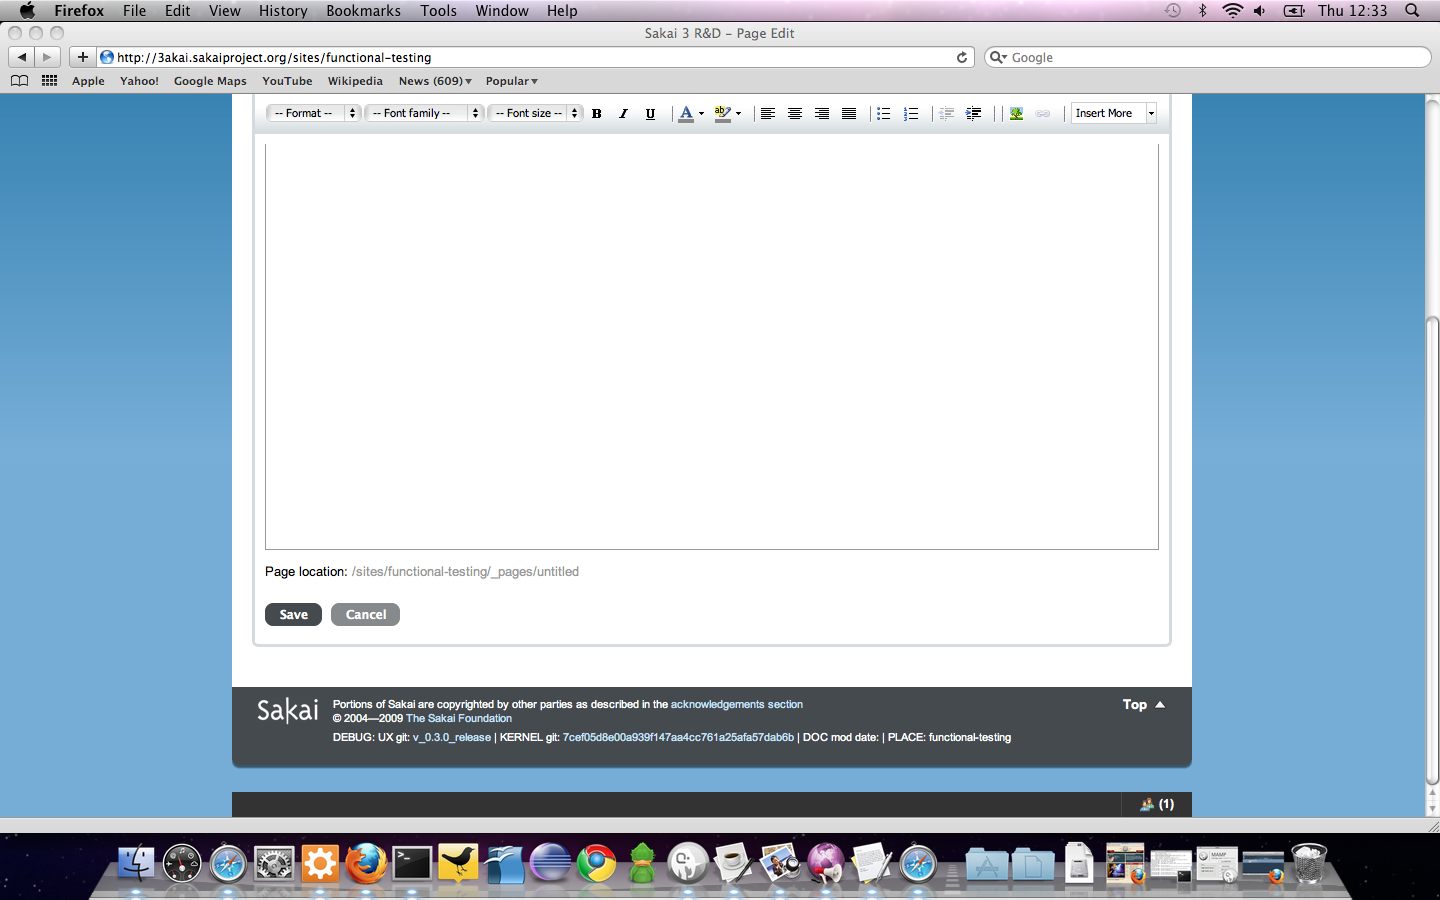 Firefox File Edit View History Bookmarks Tools Window Help Thu 12:33
Sakai 3 R&D – Page Edit
http://3akai.sakaiproject.org/sites/functional-testing Google
Apple Yahoo! Google Maps YouTube Wikipedia News (609) Popular
-- Format -- -- Font family -- -- Font size -- B I U A ab Insert More
Page location: /sites/functional-testing/_pages/untitled
Save Cancel
Sakai Portions of Sakai are copyrighted by other parties as described in the acknowledgements section Top
© 2004—2009 The Sakai Foundation
DEBUG: UX git: v_0.3.0_release | KERNEL git: 7cef05d8e00a939f147aa4cc761a25afa57dab6b | DOC mod date: | PLACE: functional-testing
(1)